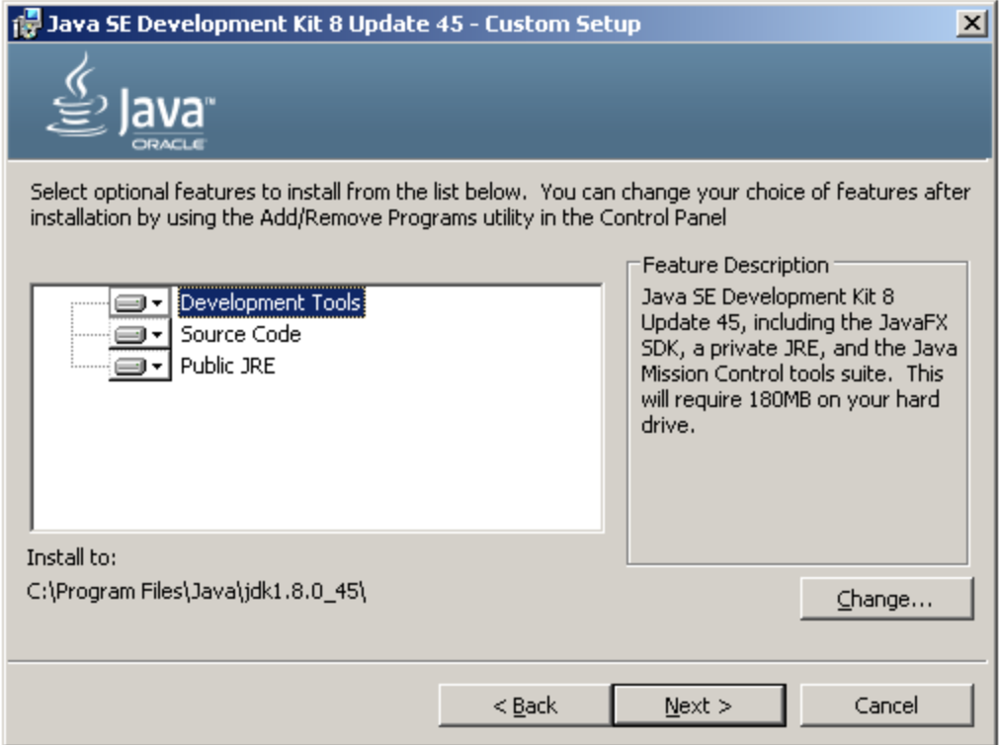 Java SE Development Kit 8 Update 45 - Custom Setup
Java™
ORACLE
Select optional features to install from the list below.  You can change your choice of features after
installation by using the Add/Remove Programs utility in the Control Panel
Development Tools
Source Code
Public JRE
Feature Description
Java SE Development Kit 8
Update 45, including the JavaFX
SDK, a private JRE, and the Java
Mission Control tools suite.  This
will require 180MB on your hard
drive.
Install to:
C:\Program Files\Java\jdk1.8.0_45\
Change...
< Back
Next >
Cancel